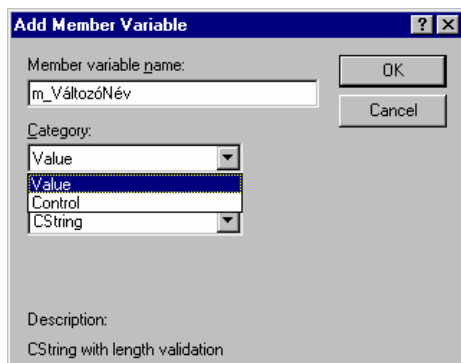 Add Member Variable
Member variable name:
OK
m_VáltozóNév
Cancel
Category:
Value
Value
Control
CString
Description:
CString with length validation